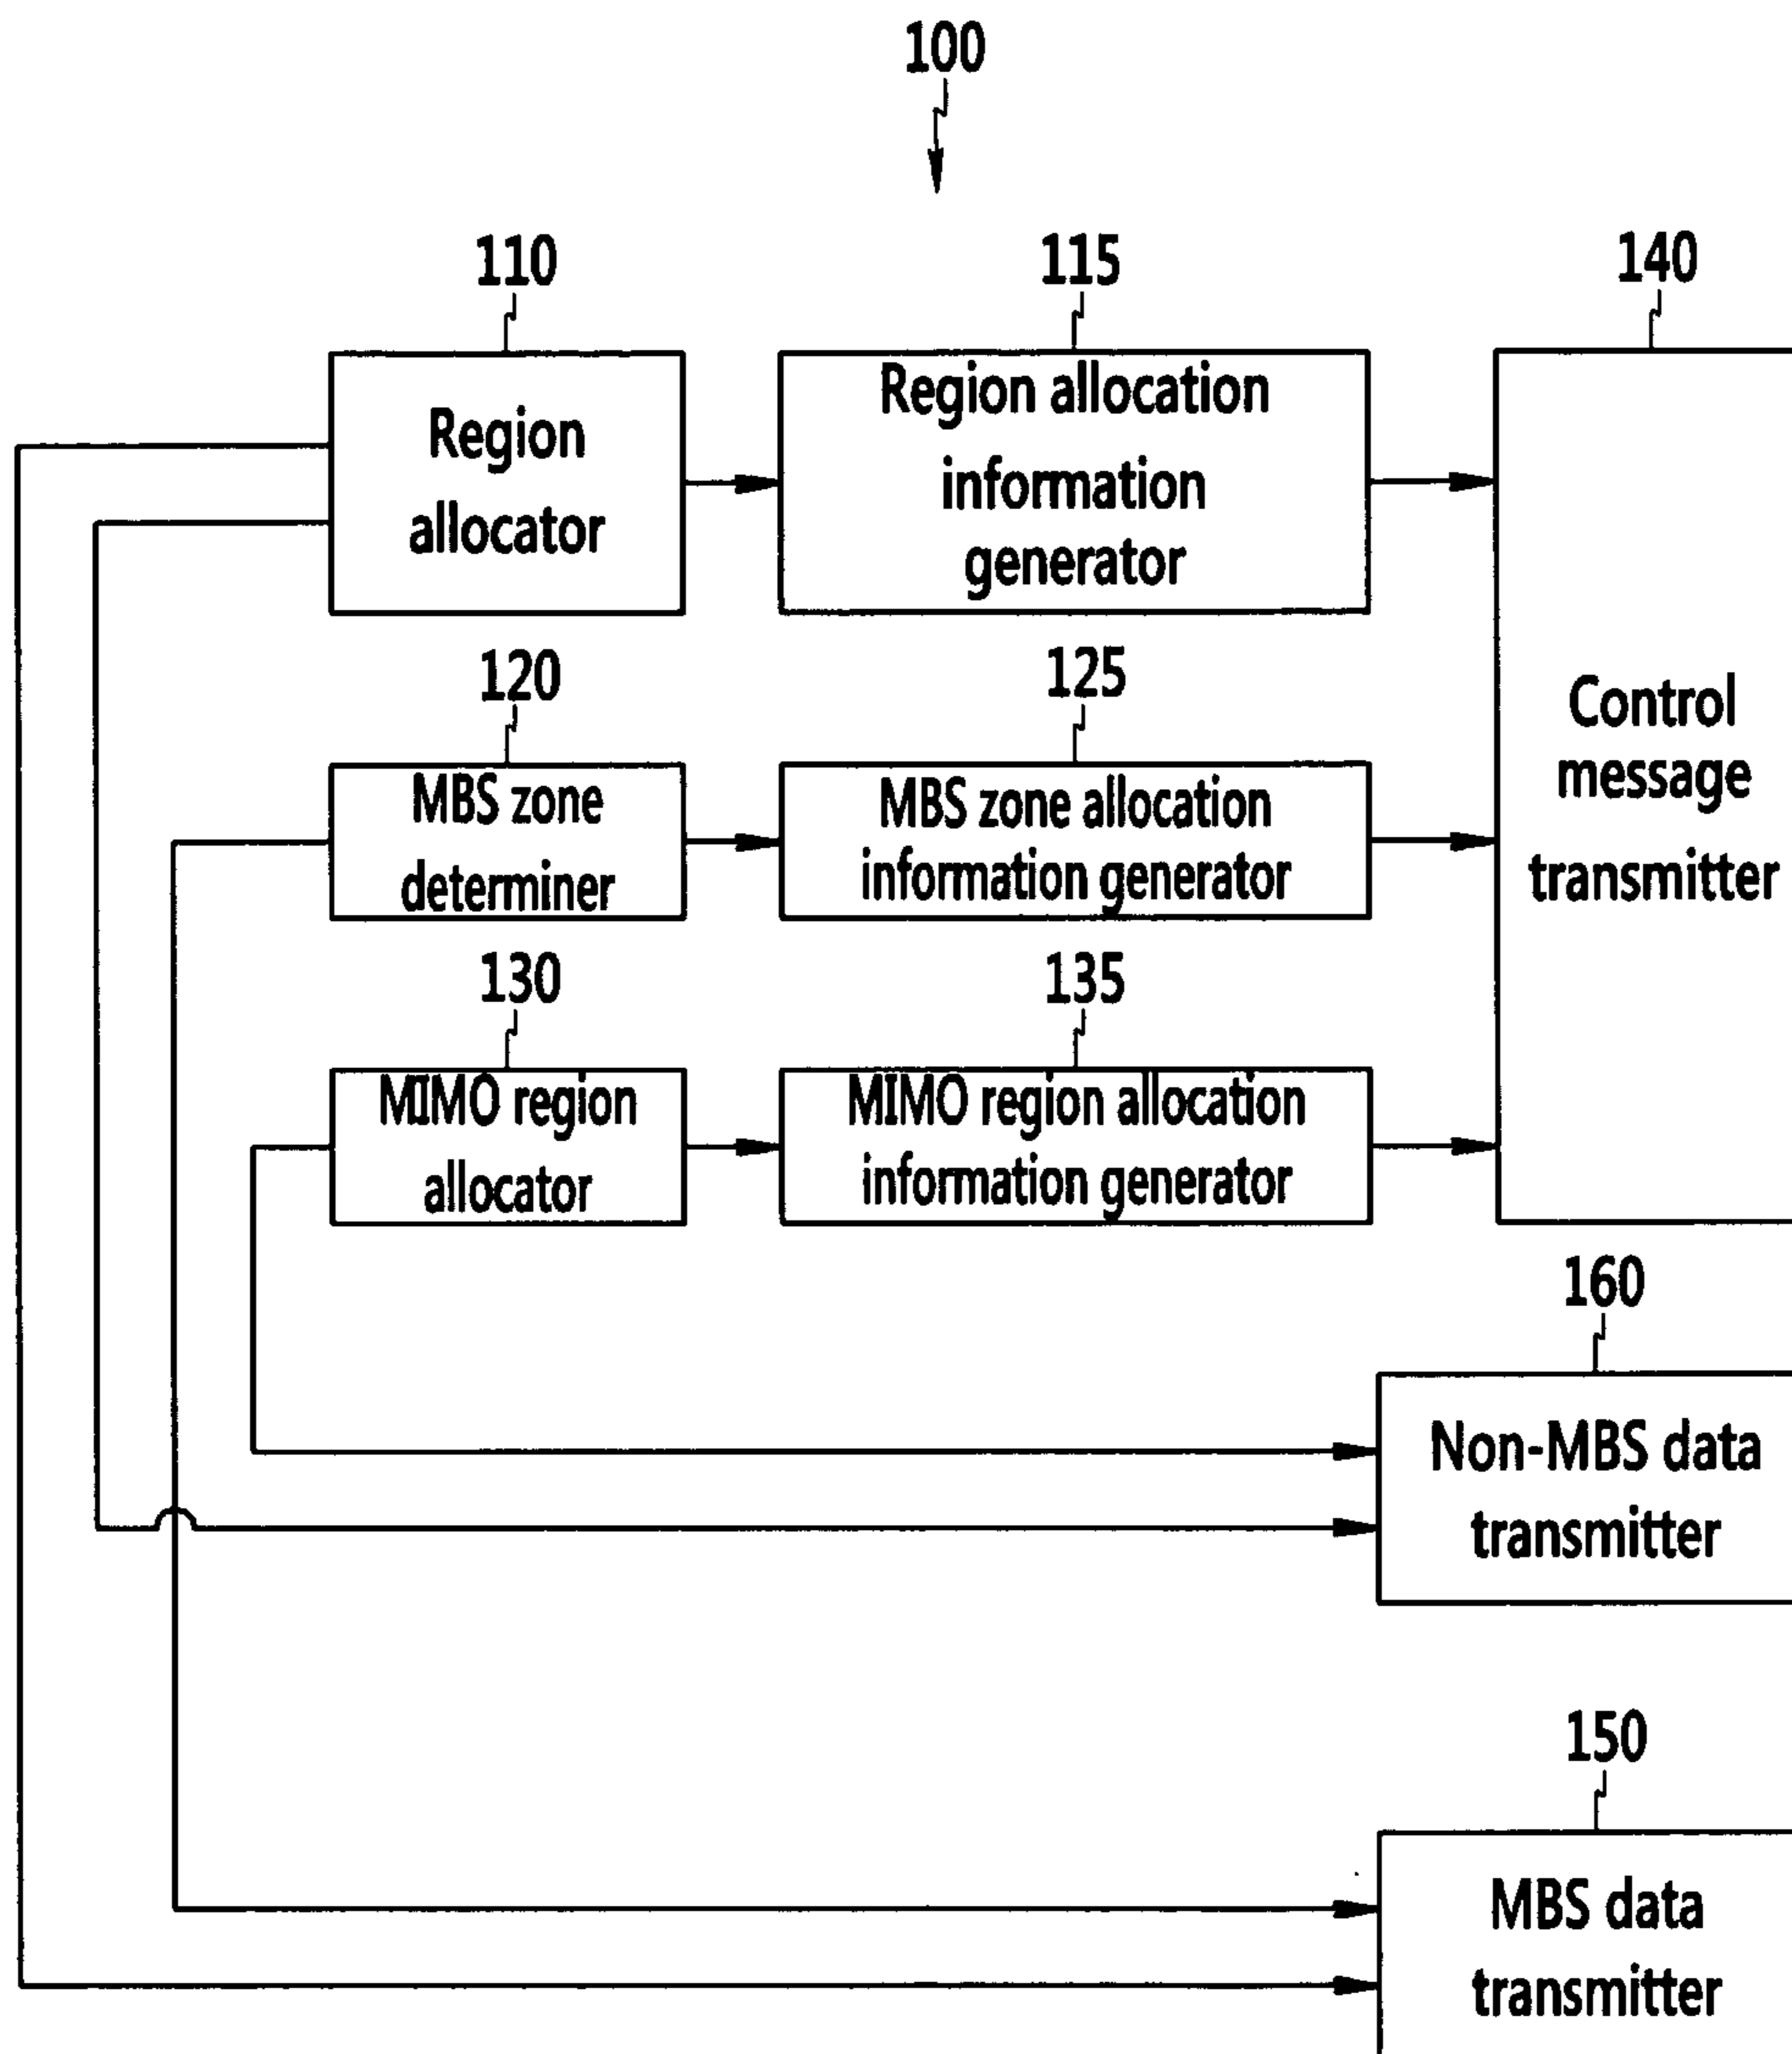 100
110
115
140
Region
allocator
Region allocation
information
generator
Control
message
transmitter
120
125
MBS zone
determiner
MBS zone allocation
information generator
130
135
MIMO region
allocator
MIMO region allocation
information generator
160
Non-MBS data
transmitter
150
MBS data
transmitter